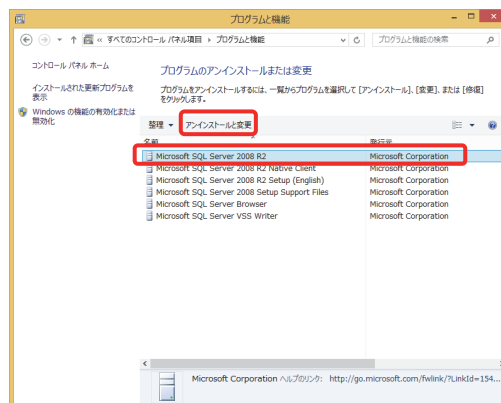 プログラムと機能
すべてのコントロール パネル項目 ▸ プログラムと機能
プログラムと機能の検索
コントロール パネル ホーム
インストールされた更新プログラムを
表示
Windows の機能の有効化または
無効化
プログラムのアンインストールまたは変更
プログラムをアンインストールするには、一覧からプログラムを選択して [アンインストール]、[変更]、または [修復]
をクリックします。
整理 アンインストールと変更
名前 発行元
Microsoft SQL Server 2008 R2 Microsoft Corporation
Microsoft SQL Server 2008 R2 Native Client Microsoft Corporation
Microsoft SQL Server 2008 R2 Setup (English) Microsoft Corporation
Microsoft SQL Server 2008 Setup Support Files Microsoft Corporation
Microsoft SQL Server Browser Microsoft Corporation
Microsoft SQL Server VSS Writer Microsoft Corporation
Microsoft Corporation ヘルプのリンク: http://go.microsoft.com/fwlink/?LinkId=154...